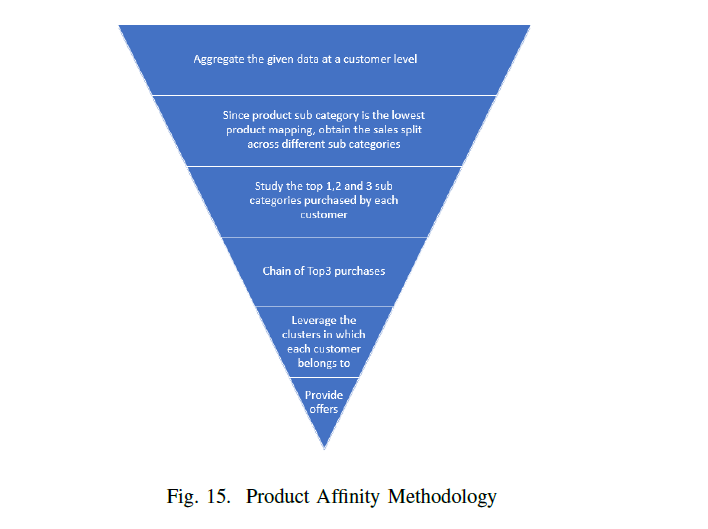 Aggregate the given data at a customer level
Since product sub category is the lowest
product mapping, obtain the sales split
across different sub categories
Study the top 1,2 and 3 sub
categories purchased by each
customer
Chain of Top3 purchases
Leverage the
clusters in which
each customer
belongs to
Provide
offers
Fig. 15. Product Affinity Methodology